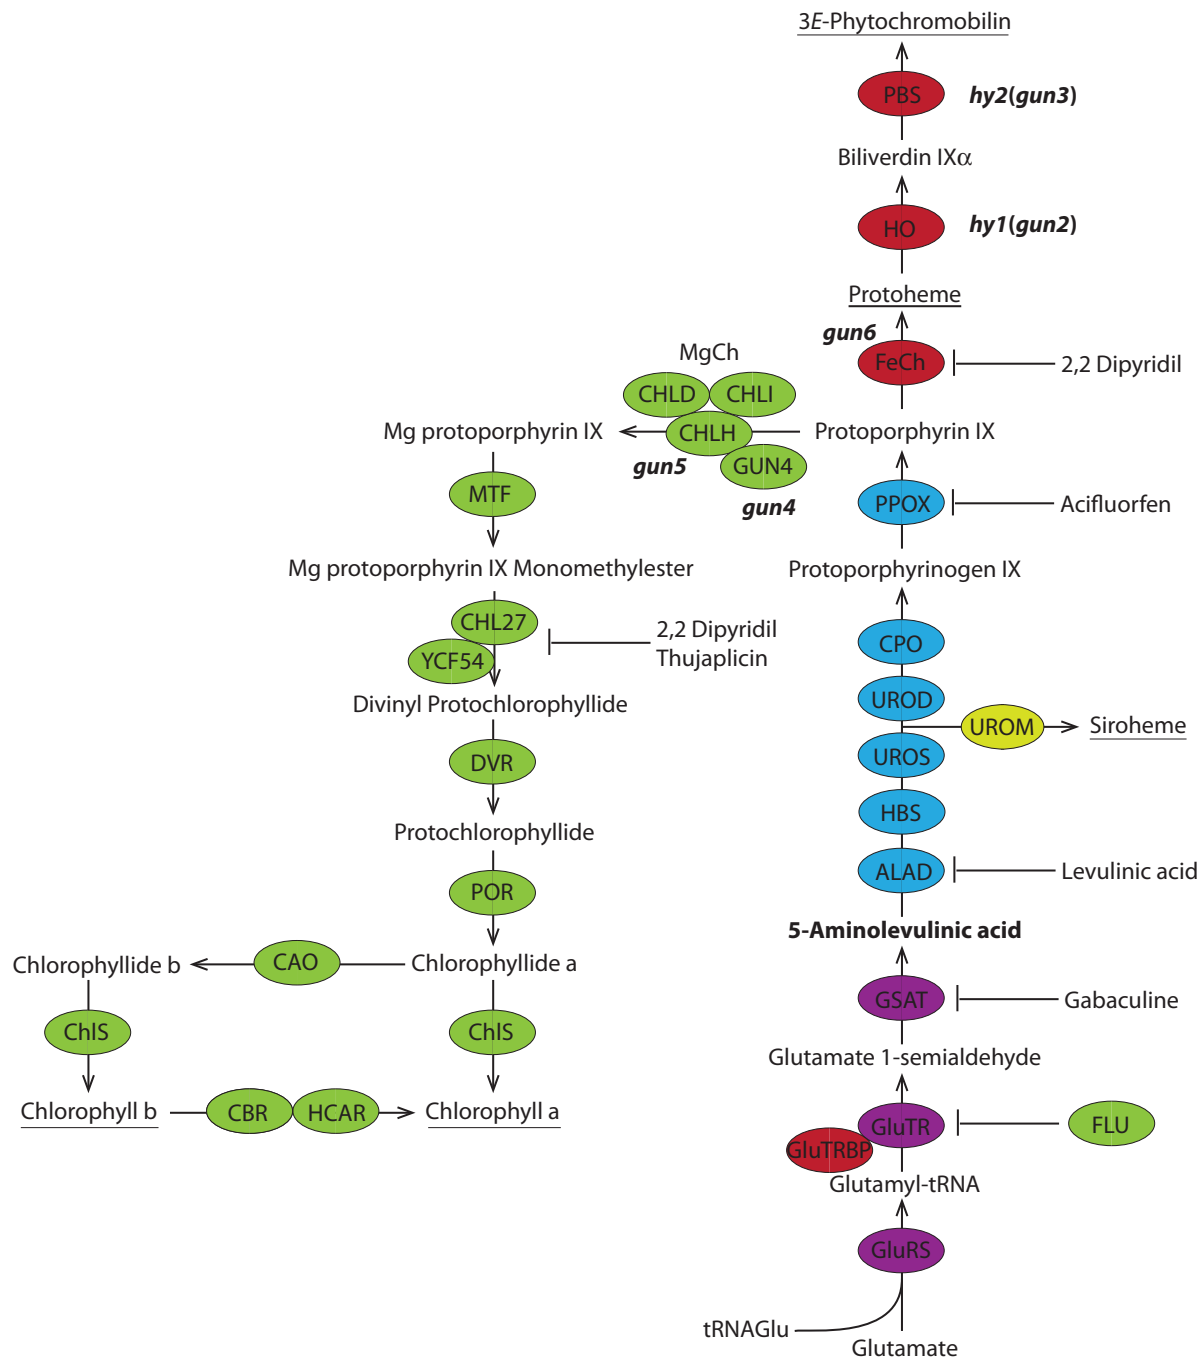 3E-Phytochromobilin
PBS
hy2(gun3)
Biliverdin IXα
HO
hy1(gun2)
Protoheme
gun6
FeCh
2,2 Dipyridil
MgCh
CHLD
CHLI
Mg protoporphyrin IX
CHLH
Protoporphyrin IX
gun5
GUN4
gun4
MTF
PPOX
Acifluorfen
Mg protoporphyrin IX Monomethylester
Protoporphyrinogen IX
CHL27
YCF54
2,2 Dipyridil
Thujaplicin
CPO
Divinyl Protochlorophyllide
UROD
UROM
Siroheme
DVR
UROS
HBS
Protochlorophyllide
ALAD
Levulinic acid
POR
5-Aminolevulinic acid
Chlorophyllide b
CAO
Chlorophyllide a
GSAT
Gabaculine
ChlS
ChlS
Glutamate 1-semialdehyde
Chlorophyll b
CBR
HCAR
Chlorophyll a
GluTR
FLU
GluTRBP
Glutamyl-tRNA
GluRS
tRNAGlu
Glutamate